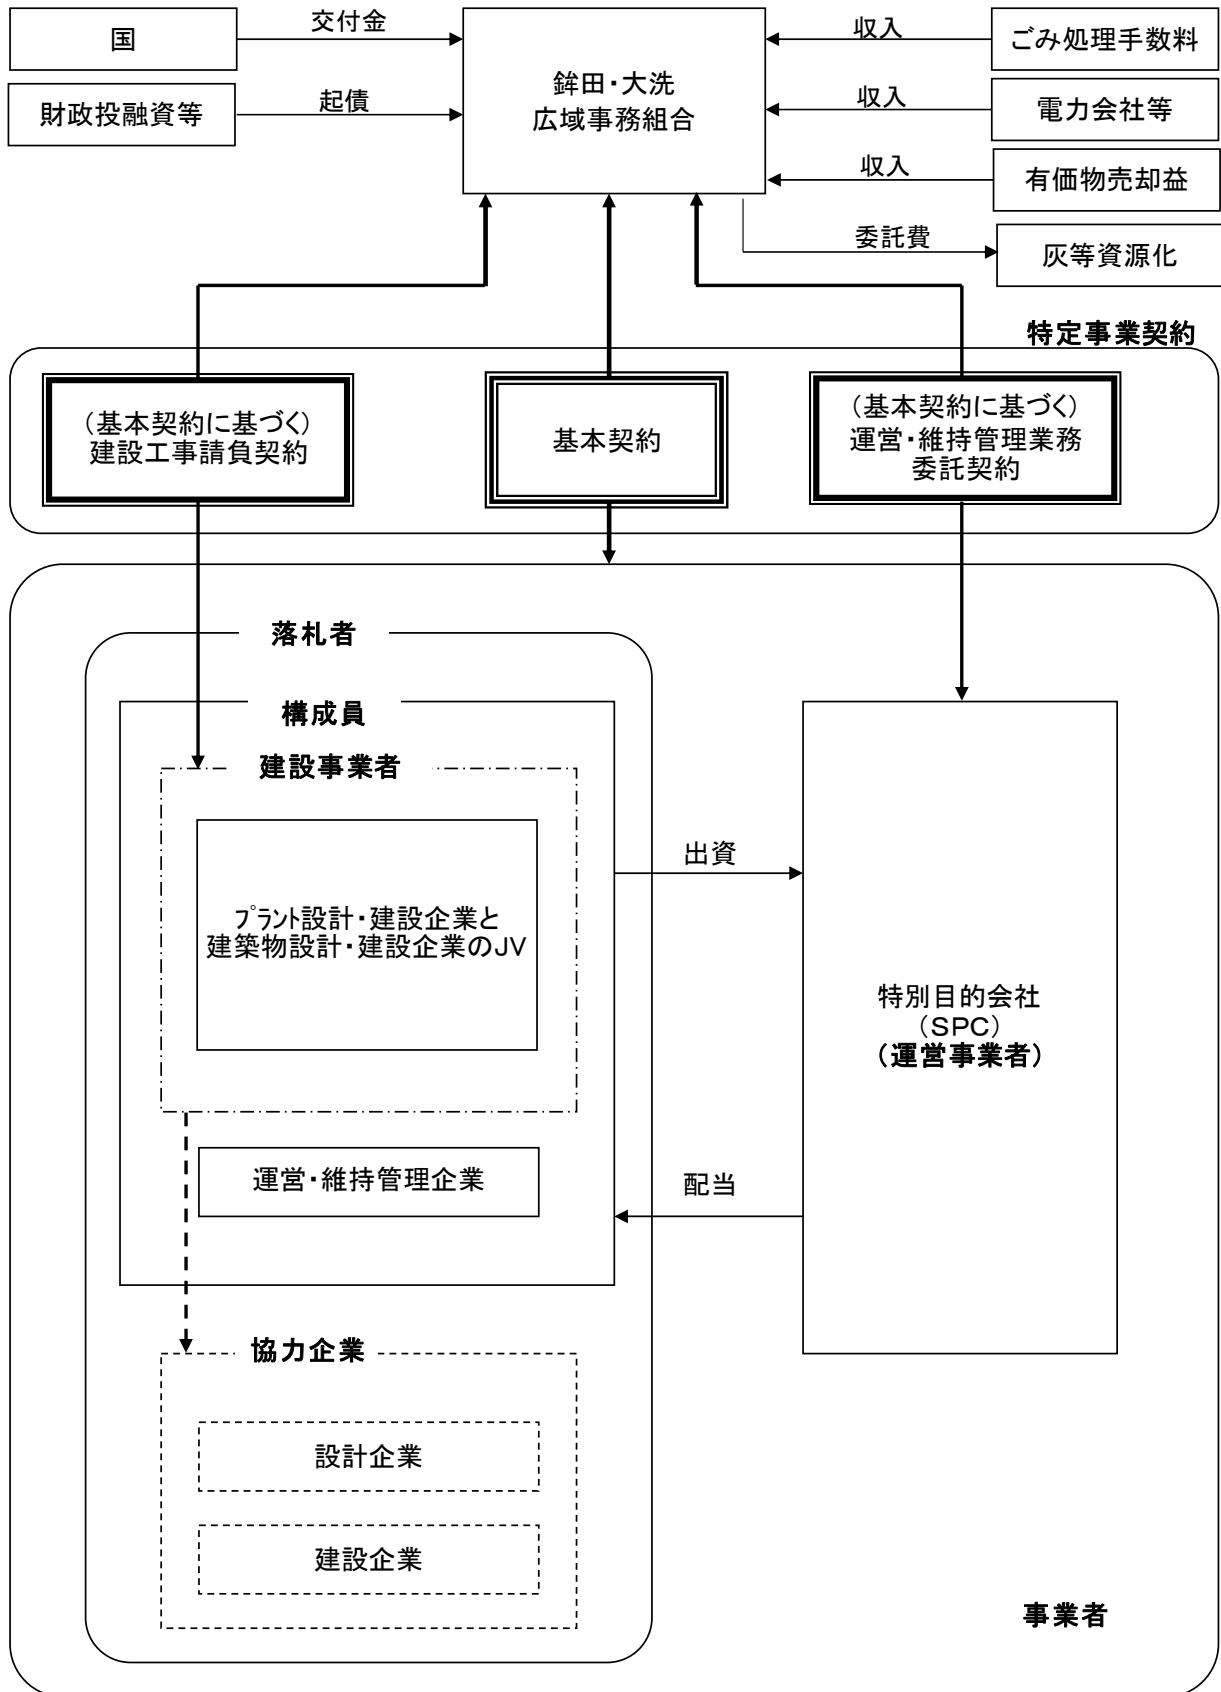 国
交付金
財政投融資等
起債
鉾田・大洗
広域事務組合
収入
ごみ処理手数料
収入
電力会社等
収入
有価物売却益
委託費
灰等資源化
特定事業契約
（基本契約に基づく）
建設工事請負契約
基本契約
（基本契約に基づく）
運営・維持管理業務
委託契約
落札者
構成員
建設事業者
プラント設計・建設企業と
建築物設計・建設企業のJV
運営・維持管理企業
出資
配当
特別目的会社
（SPC）
（運営事業者）
協力企業
設計企業
建設企業
事業者